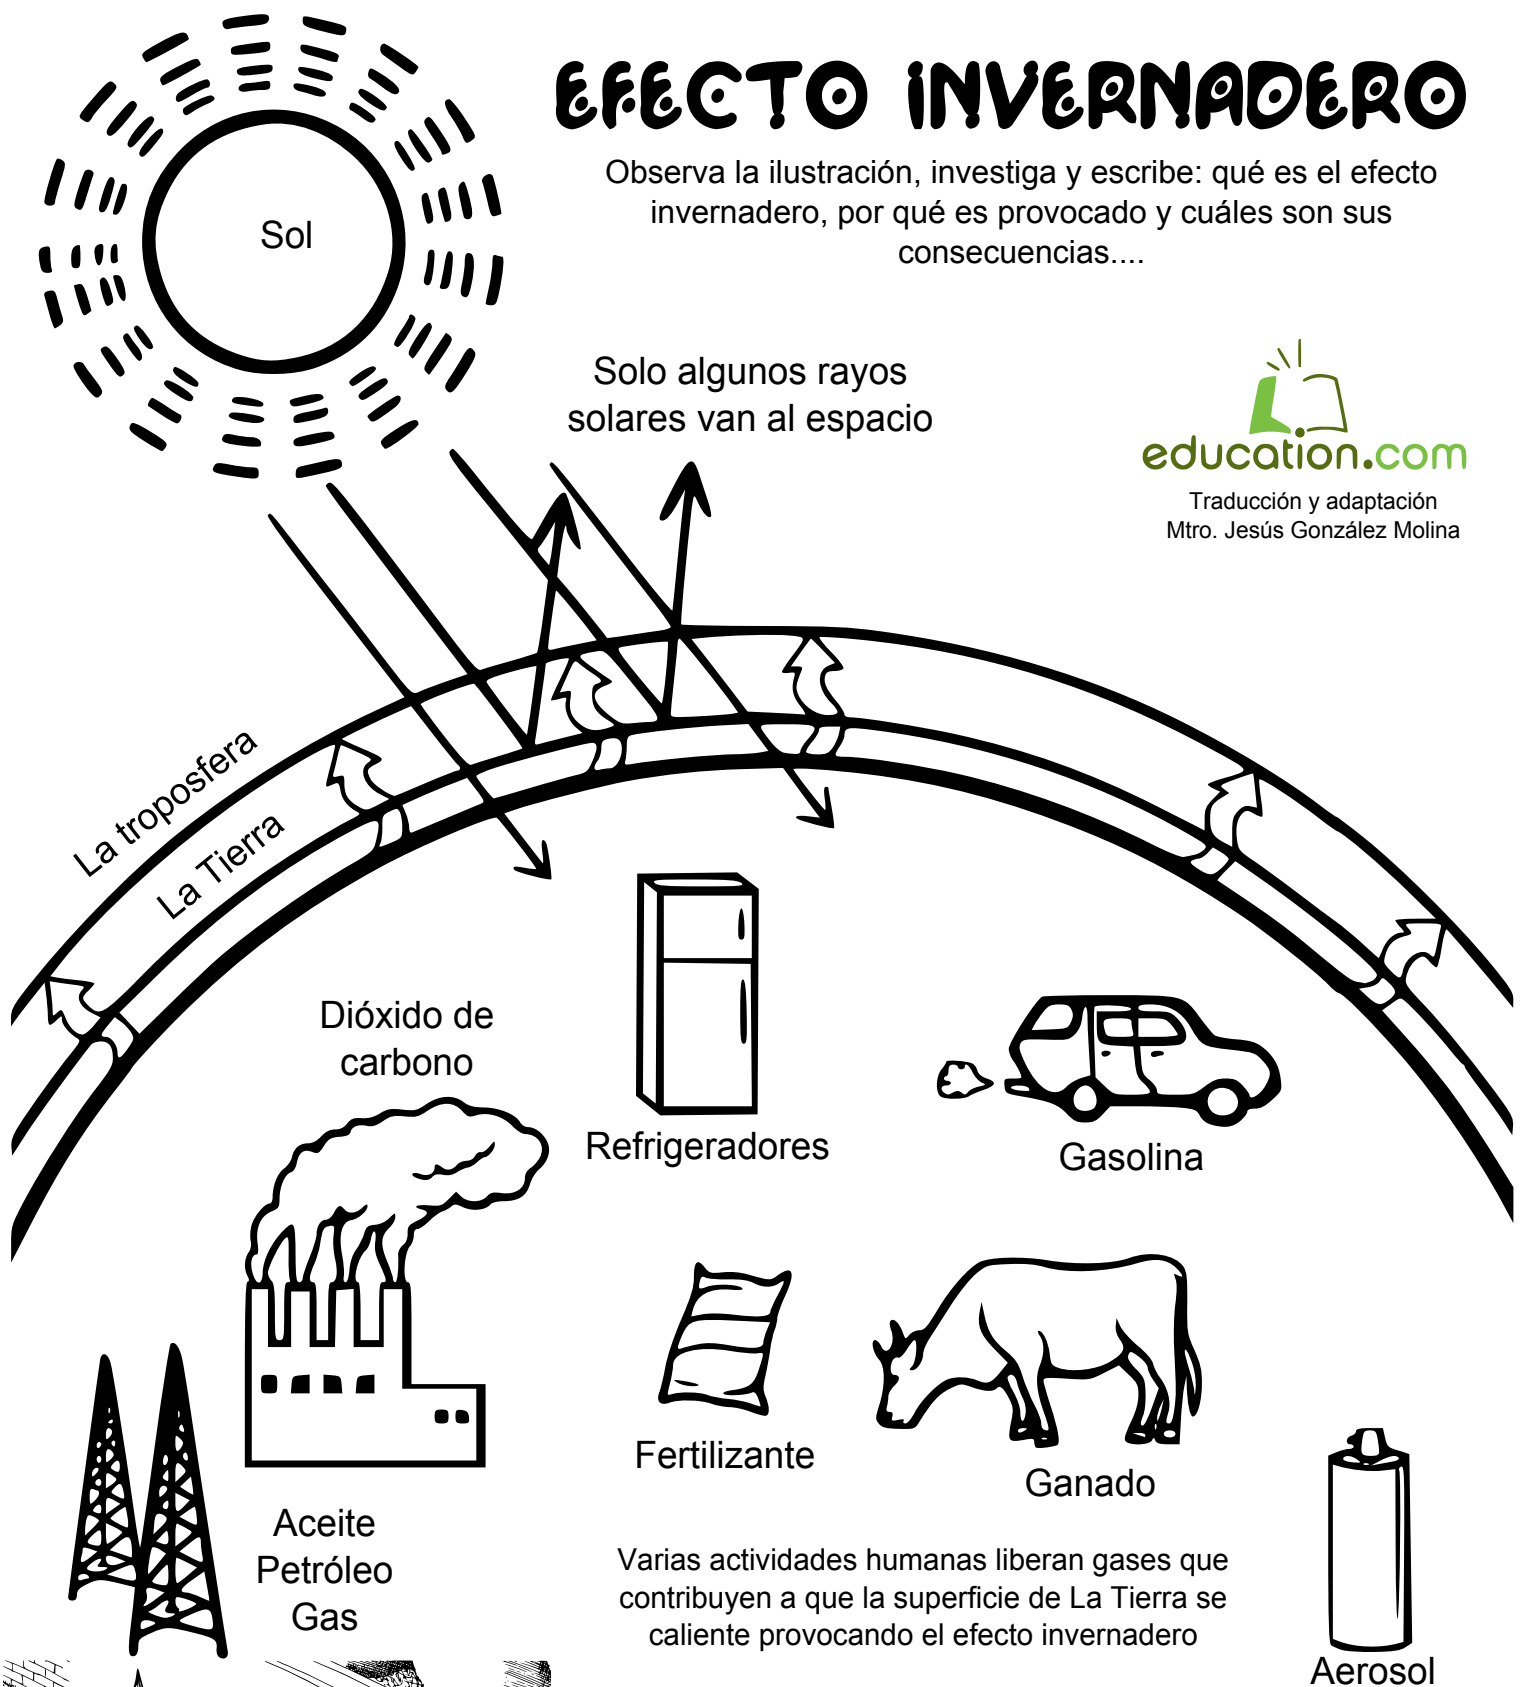 EFECTO INVERNADERO
Observa la ilustración, investiga y escribe: qué es el efecto
invernadero, por qué es provocado y cuáles son sus
consecuencias....
Sol
Solo algunos rayos
solares van al espacio
education.com
Traducción y adaptación
Mtro. Jesús González Molina
La troposfera
La Tierra
Dióxido de
carbono
Refrigeradores
Gasolina
Fertilizante
Ganado
Aceite
Petróleo
Gas
Varias actividades humanas liberan gases que
contribuyen a que la superficie de La Tierra se
caliente provocando el efecto invernadero
Aerosol